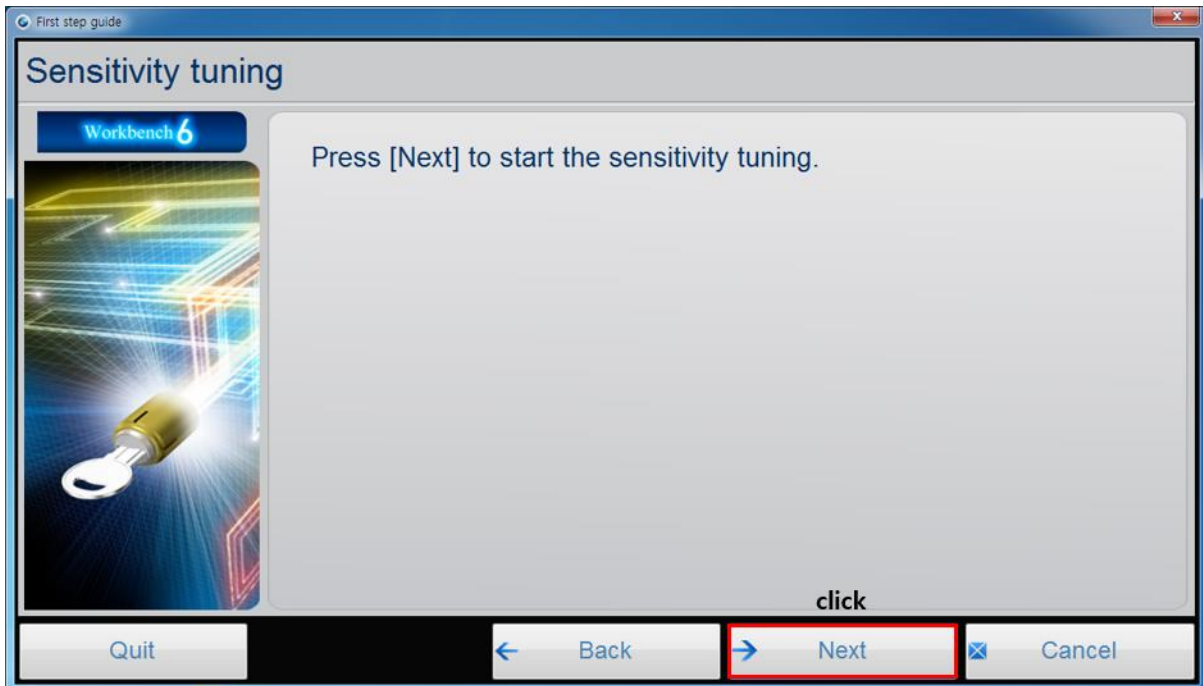 First step guide
Sensitivity tuning
Workbench 6
Press [Next] to start the sensitivity tuning.
click
Quit
Back
Next
Cancel